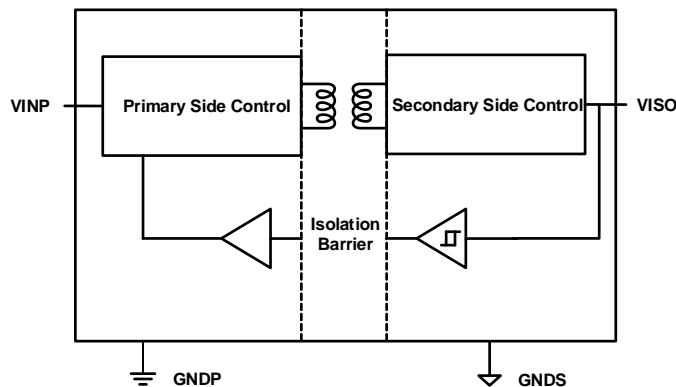 VINP
Primary Side Control
Secondary Side Control
VISO
Isolation
Barrier
GNDP
GNDS